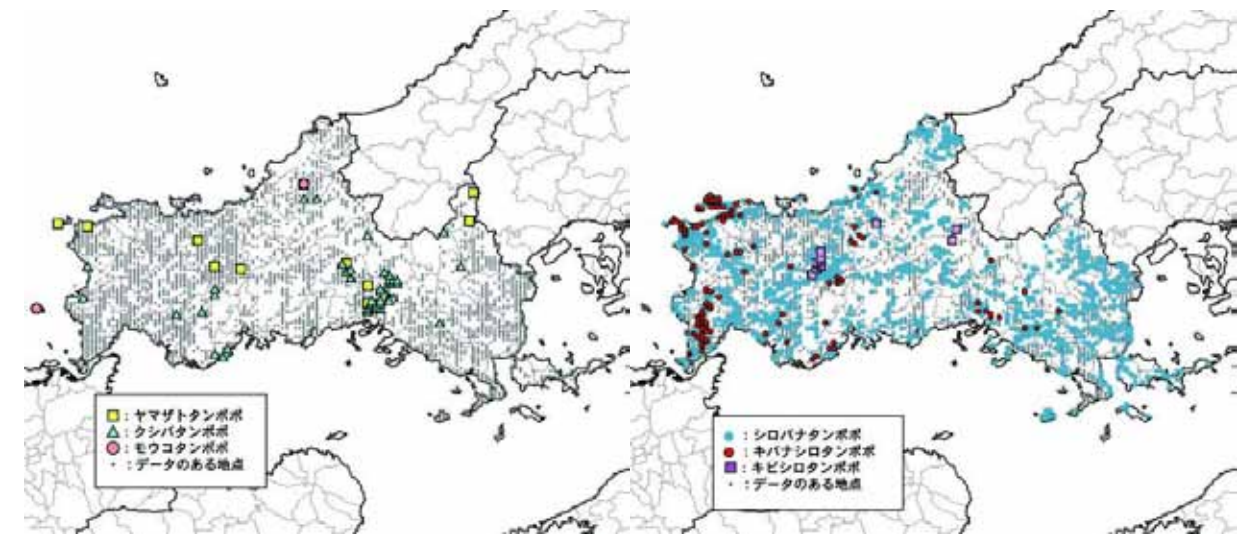 ：ヤマザトタンポポ
：クシバタンポポ
：モウコタンポポ
：データのある地点
：シロバナタンポポ
：キバナシロタンポポ
：キビシロタンポポ
：データのある地点